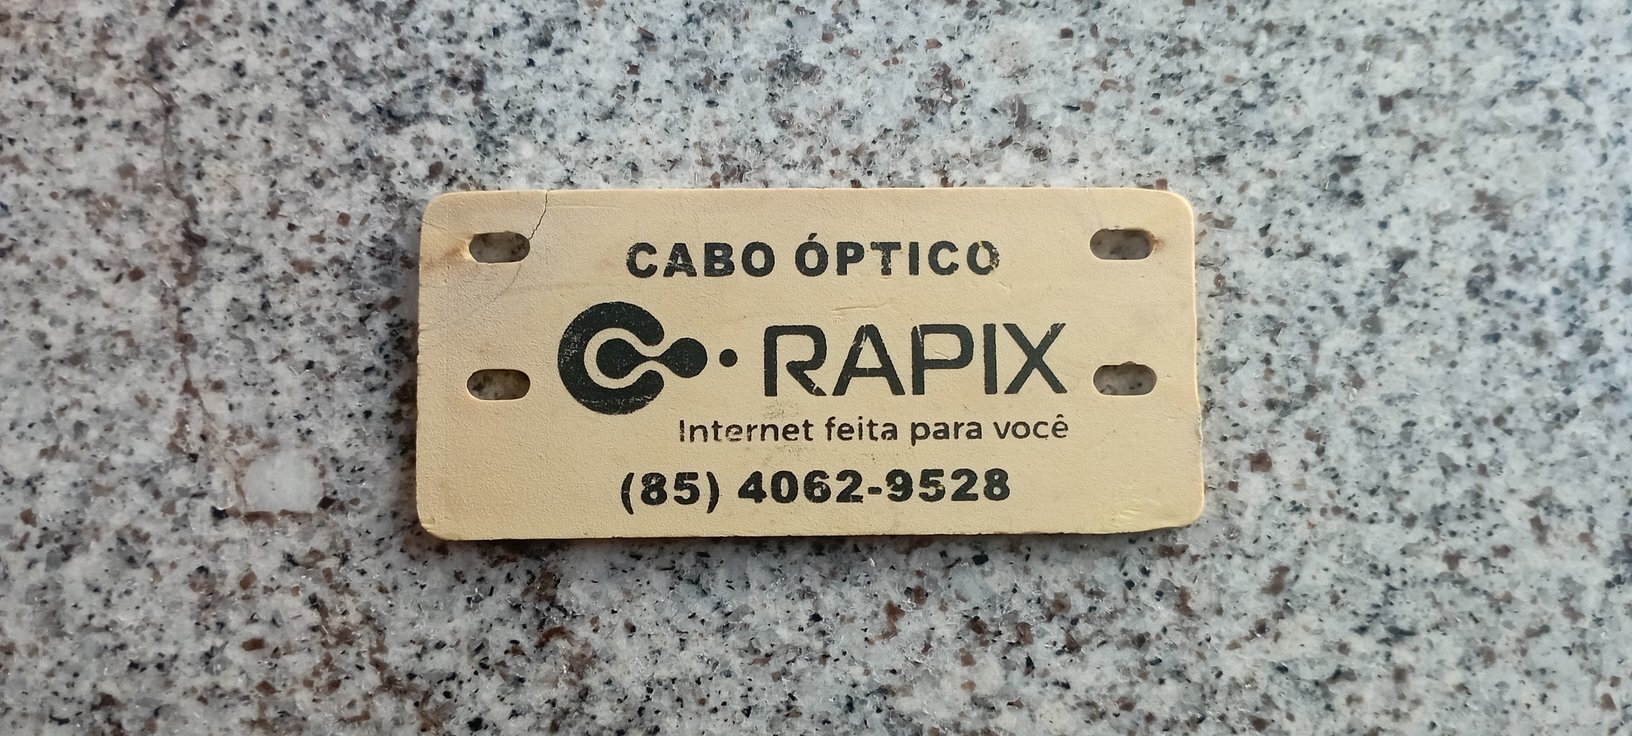 CABO ÓPTICO
RAPIX
Internet feita para você
(85) 4062-9528